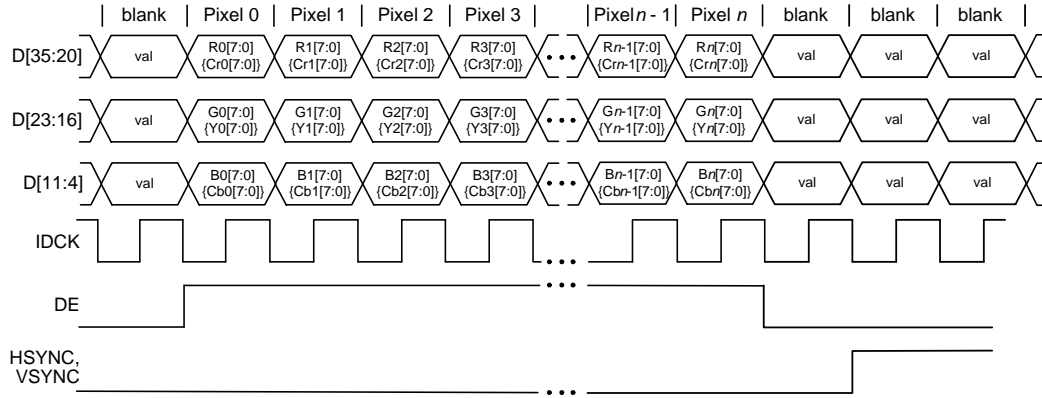 blank Pixel 0 Pixel 1 Pixel 2 Pixel 3 Pixel n - 1 Pixel n blank blank blank
D[35:20] val R0[7:0] R1[7:0] R2[7:0] R3[7:0] Rn-1[7:0] Rn[7:0] val val val
{Cr0[7:0]} {Cr1[7:0]} {Cr2[7:0]} {Cr3[7:0]} {Crn-1[7:0]} {Crn[7:0]}
D[23:16] val G0[7:0] G1[7:0] G2[7:0] G3[7:0] Gn-1[7:0] Gn[7:0] val val val
{Y0[7:0]} {Y1[7:0]} {Y2[7:0]} {Y3[7:0]} {Yn-1[7:0]} {Yn[7:0]}
D[11:4] val B0[7:0] B1[7:0] B2[7:0] B3[7:0] Bn-1[7:0] Bn[7:0] val val val
{Cb0[7:0]} {Cb1[7:0]} {Cb2[7:0]} {Cb3[7:0]} {Cbn-1[7:0]} {Cbn[7:0]}
IDCK
DE
HSYNC,
VSYNC